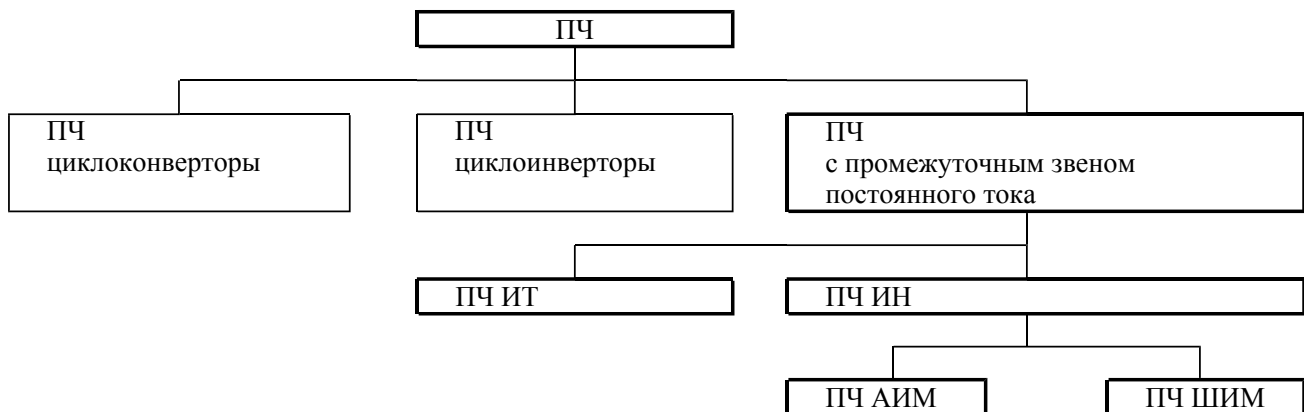 ПЧ
ПЧ
циклоконверторы
ПЧ
циклоинверторы
ПЧ
с промежуточным звеном
постоянного тока
ПЧ ИТ
ПЧ ИН
ПЧ АИМ
ПЧ ШИМ